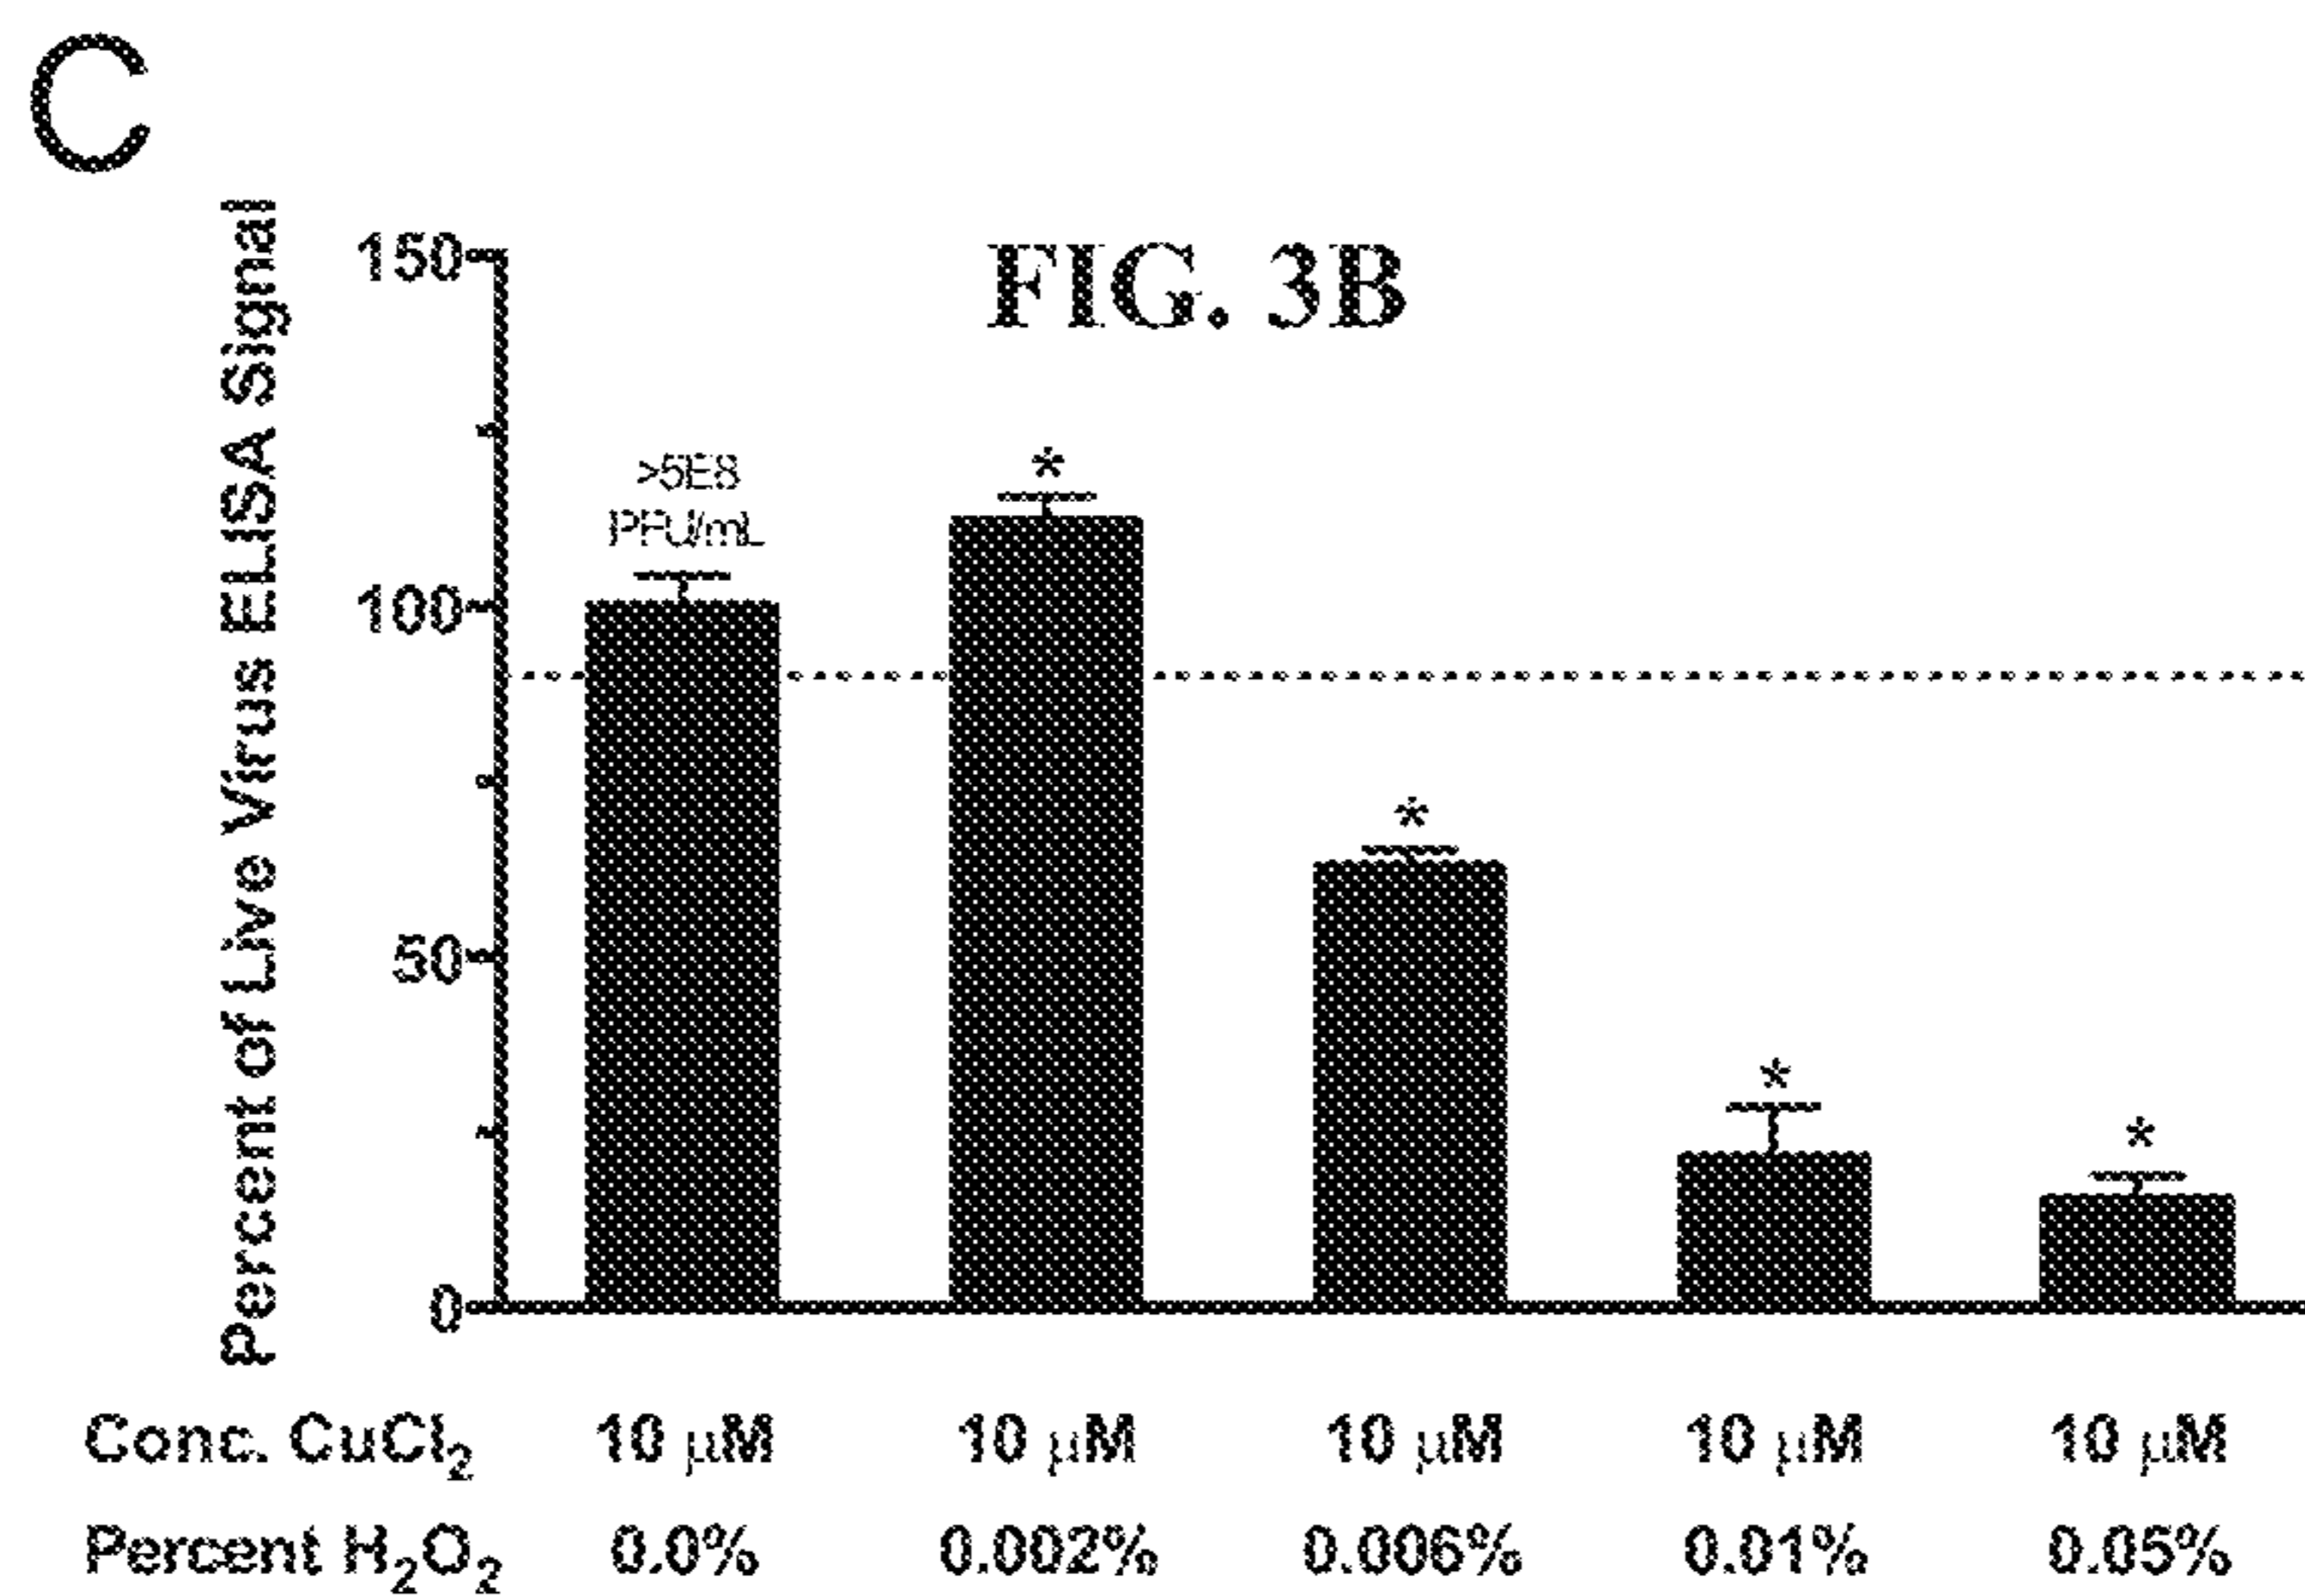 C
FIG. 3B
Percent of Live Virus ELISA Signal
150
100
50
0
>5E8
PFU/mL
*
*
*
*
Conc. CuCl₂ 10 µM 10 µM 10 µM 10 µM 10 µM
Percent H₂O₂ 0.0% 0.002% 0.006% 0.01% 0.05%